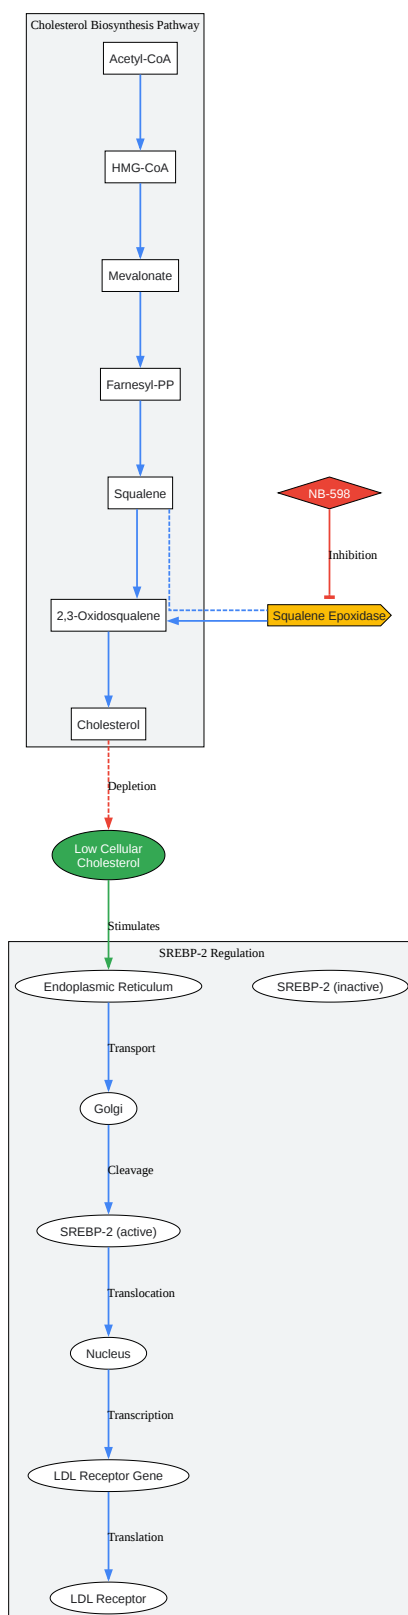 Cholesterol Biosynthesis Pathway
Acetyl-CoA
HMG-CoA
Mevalonate
Farnesyl-PP
Squalene
NB-598
Inhibition
2,3-Oxidosqualene
Squalene Epoxidase
Cholesterol
Depletion
Low Cellular
Cholesterol
Stimulates
SREBP-2 Regulation
Endoplasmic Reticulum
SREBP-2 (inactive)
Transport
Golgi
Cleavage
SREBP-2 (active)
Translocation
Nucleus
Transcription
LDL Receptor Gene
Translation
LDL Receptor